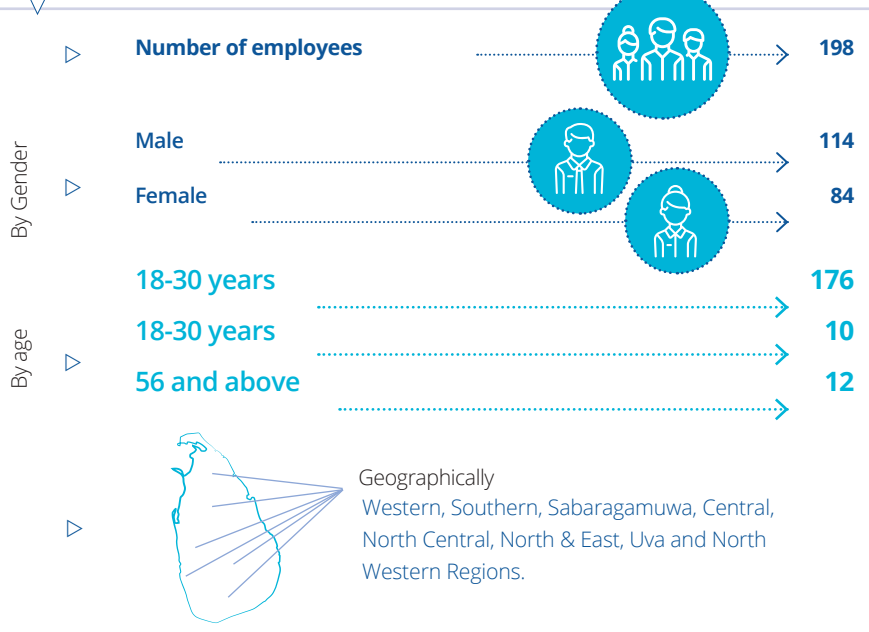 Number of employees 198
By Gender
Male 114
Female 84
By age
18-30 years 176
18-30 years 10
56 and above 12
Geographically
Western, Southern, Sabaragamuwa, Central,
North Central, North & East, Uva and North
Western Regions.